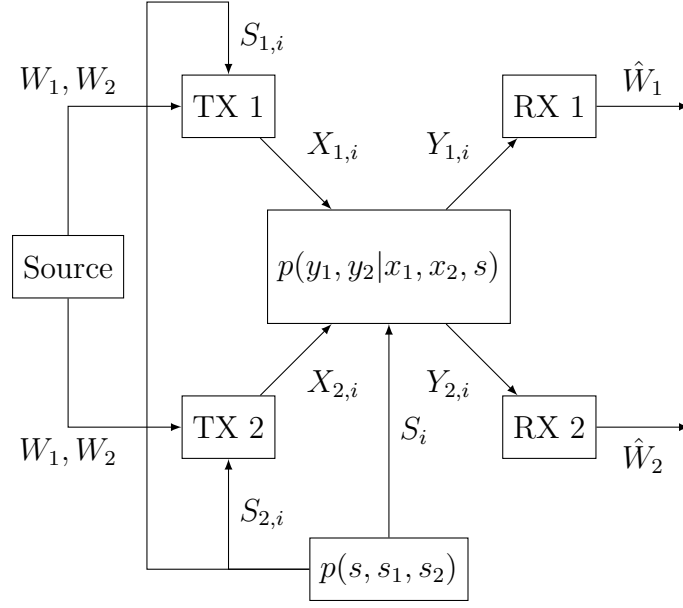 $S_{1,i}$
$W_1, W_2$
TX 1
RX 1
$\hat{W}_1$
$X_{1,i}$
$Y_{1,i}$
Source
$p(y_1, y_2|x_1, x_2, s)$
$X_{2,i}$
$Y_{2,i}$
TX 2
RX 2
$W_1, W_2$
$\hat{W}_2$
$S_i$
$S_{2,i}$
$p(s, s_1, s_2)$